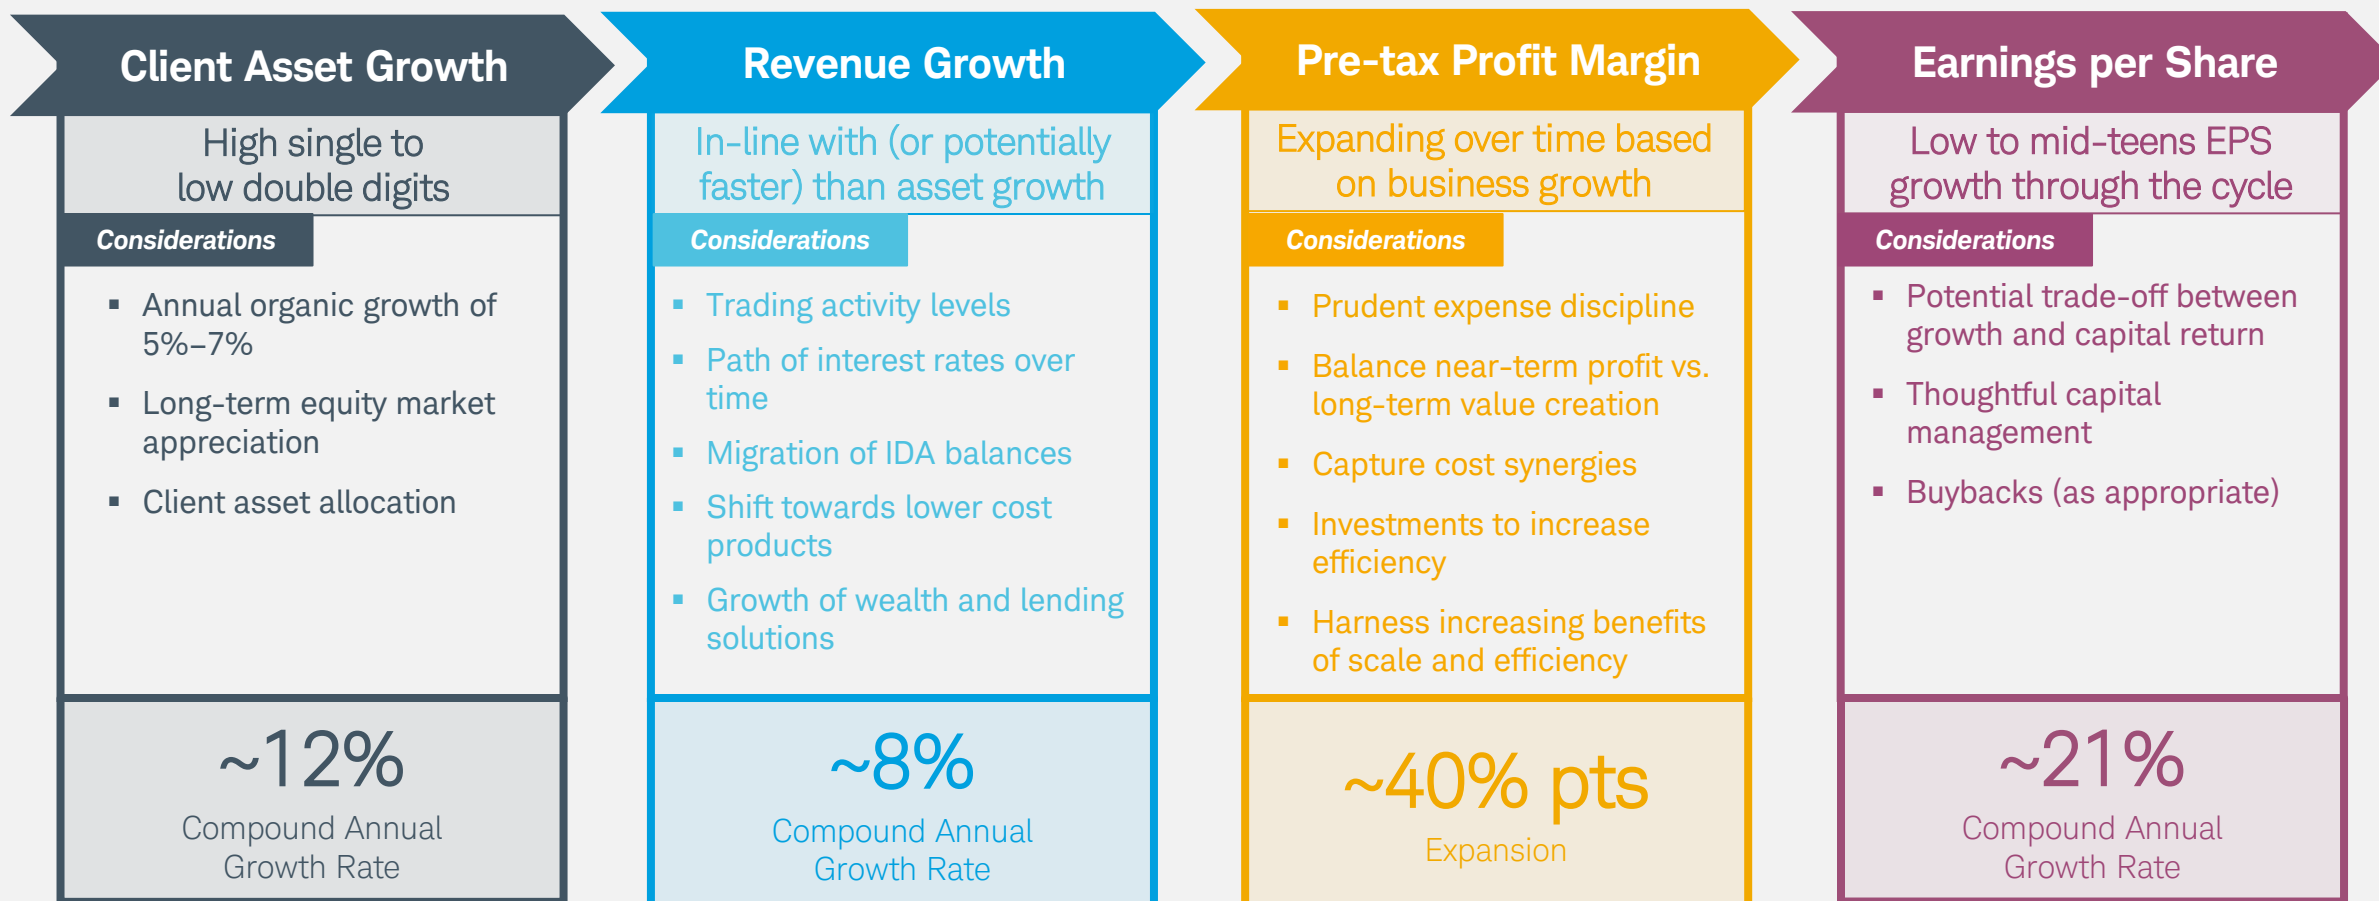 Client Asset Growth
High single to
low double digits
Considerations
▪ Annual organic growth of
5%–7%
▪ Long-term equity market
appreciation
▪ Client asset allocation
~12%
Compound Annual
Growth Rate
Revenue Growth
In-line with (or potentially
faster) than asset growth
Considerations
▪ Trading activity levels
▪ Path of interest rates over
time
▪ Migration of IDA balances
▪ Shift towards lower cost
products
▪ Growth of wealth and lending
solutions
~8%
Compound Annual
Growth Rate
Pre-tax Profit Margin
Expanding over time based
on business growth
Considerations
▪ Prudent expense discipline
▪ Balance near-term profit vs.
long-term value creation
▪ Capture cost synergies
▪ Investments to increase
efficiency
▪ Harness increasing benefits
of scale and efficiency
~40% pts
Expansion
Earnings per Share
Low to mid-teens EPS
growth through the cycle
Considerations
▪ Potential trade-off between
growth and capital return
▪ Thoughtful capital
management
▪ Buybacks (as appropriate)
~21%
Compound Annual
Growth Rate